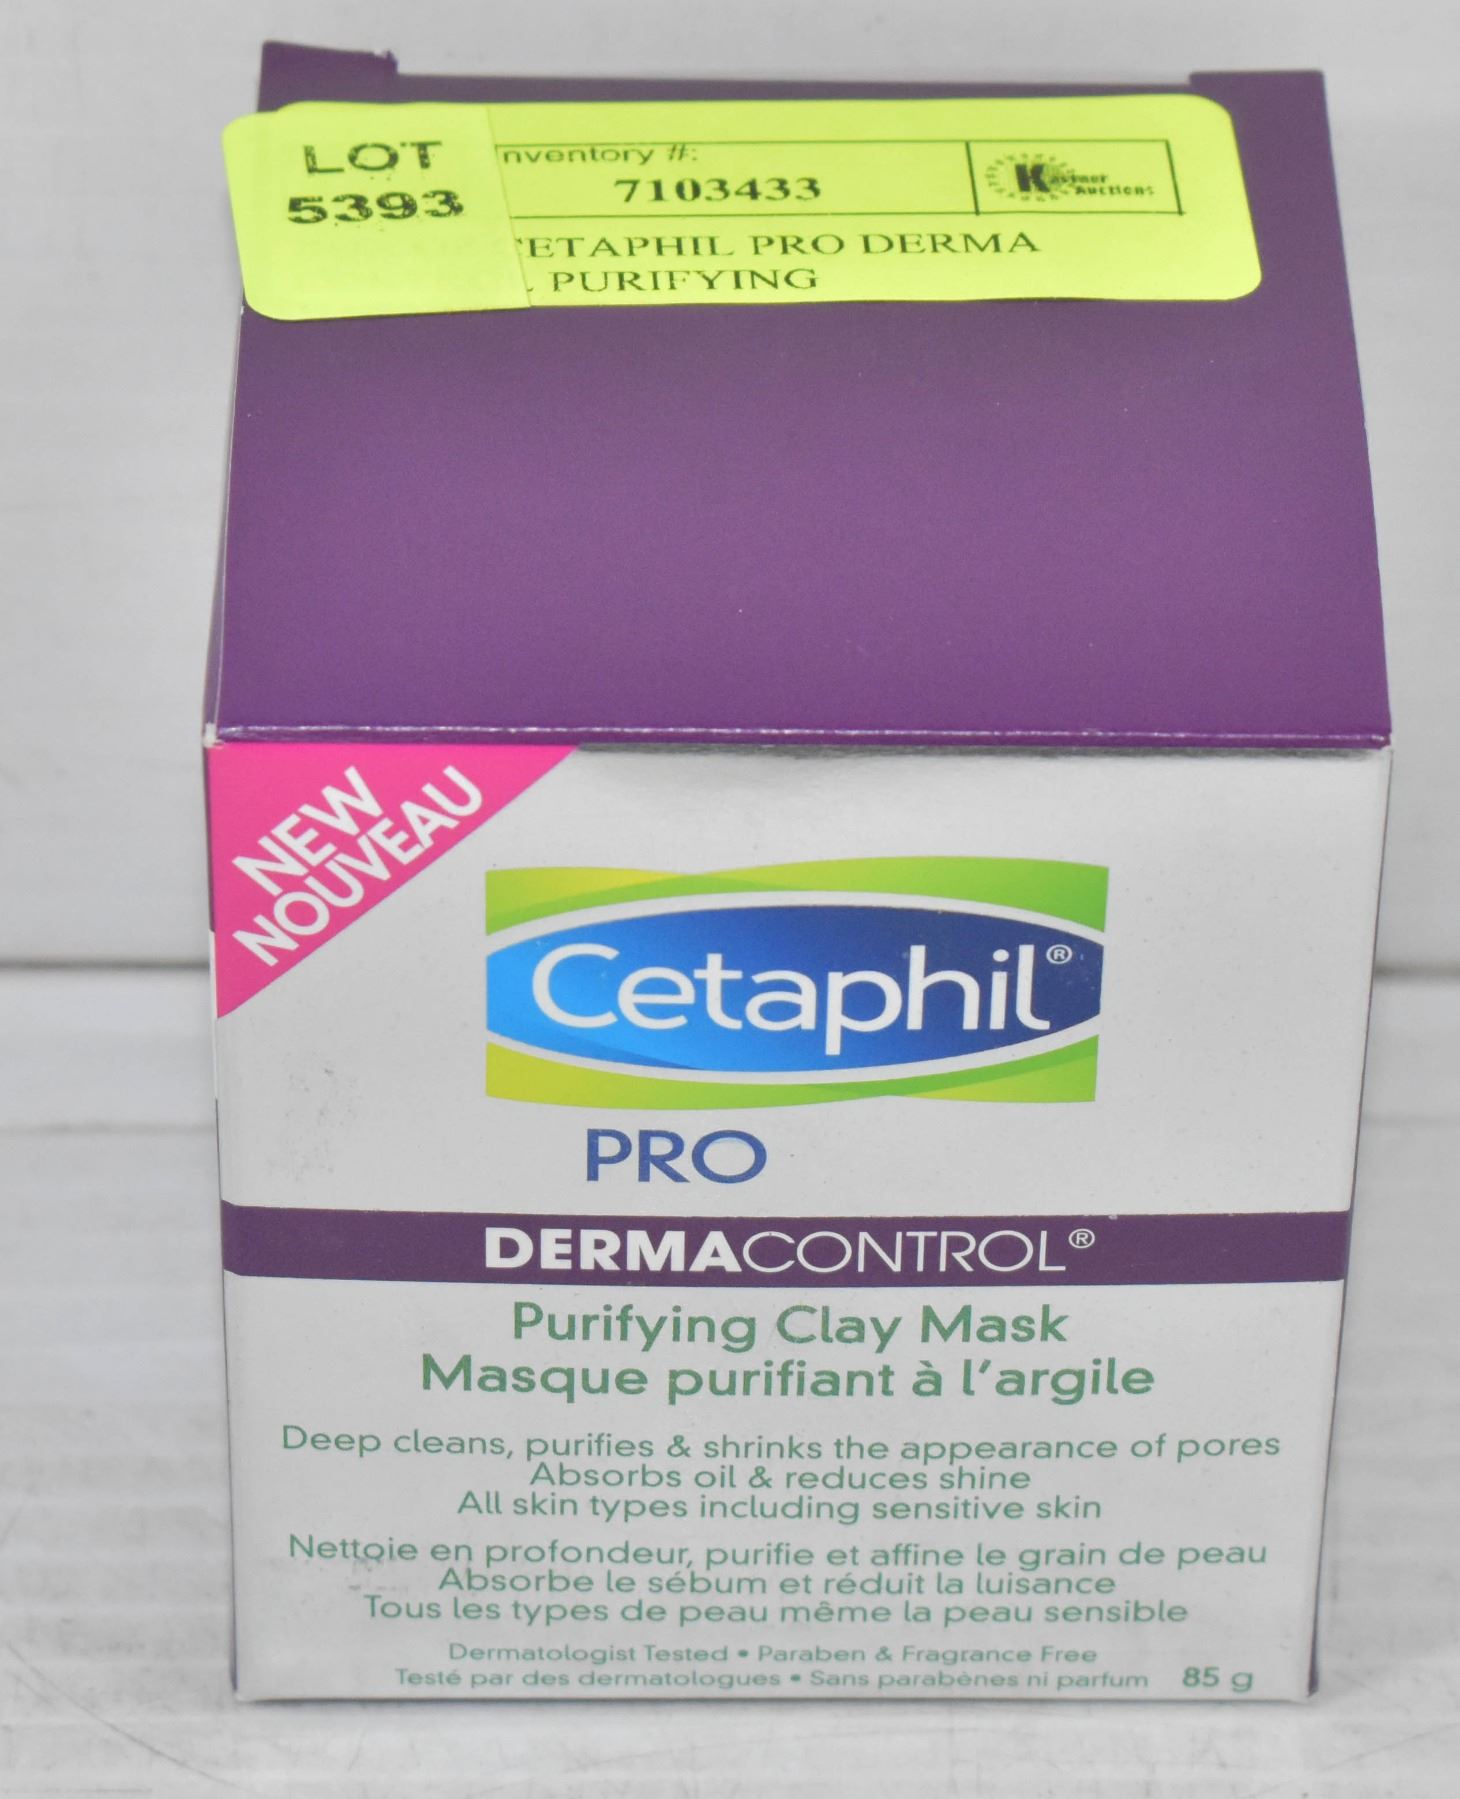 LOT
5393
nventory #:
7103433
Kastner
Auctions
ETAPHIL PRO DERMA
PURIFYING
NEW
NOUVEAU
Cetaphil®
PRO
DERMACONTROL®
Purifying Clay Mask
Masque purifiant à l'argile
Deep cleans, purifies & shrinks the appearance of pores
Absorbs oil & reduces shine
All skin types including sensitive skin
Nettoie en profondeur, purifie et affine le grain de peau
Absorbe le sébum et réduit la luisance
Tous les types de peau même la peau sensible
Dermatologist Tested • Paraben & Fragrance Free
Testé par des dermatologues • Sans parabènes ni parfum 85 g